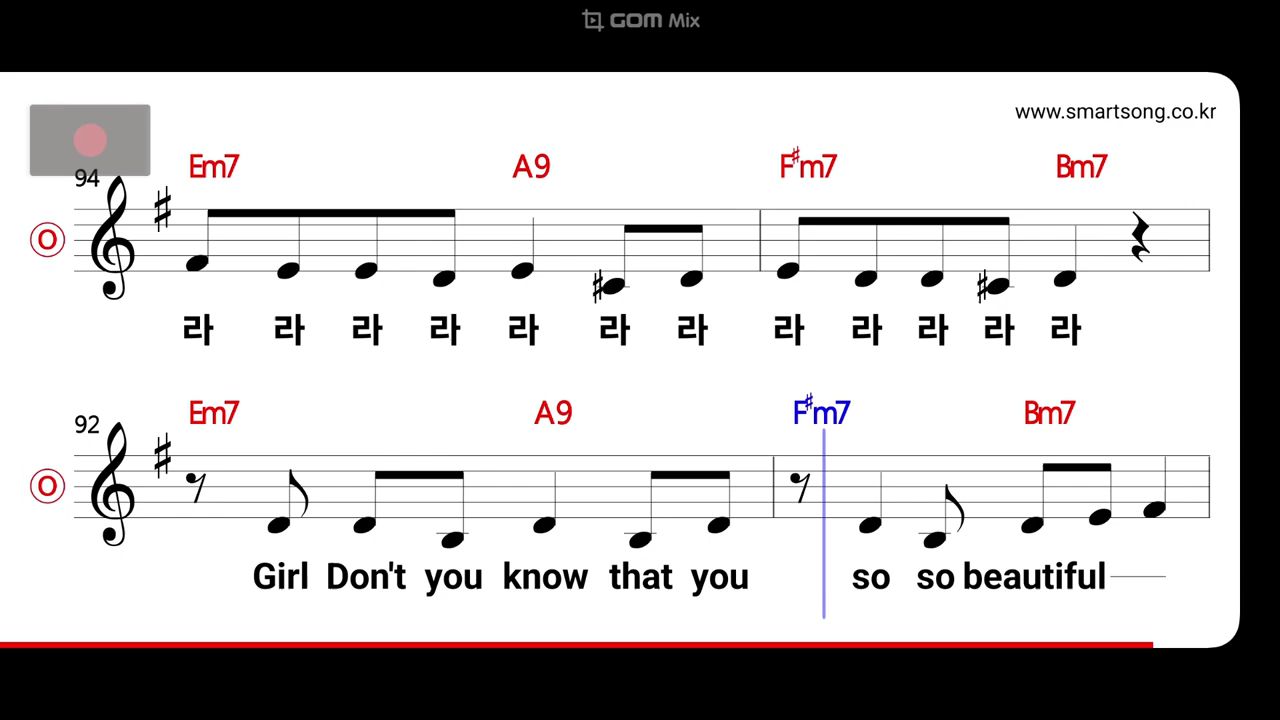 GOM Mix
www.smartsong.co.kr
94
Em7 A9 F♯m7 Bm7
O
라 라 라 라 라 라 라 라 라 라 라 라
92
Em7 A9 F♯m7 Bm7
O
Girl Don't you know that you so so beautiful